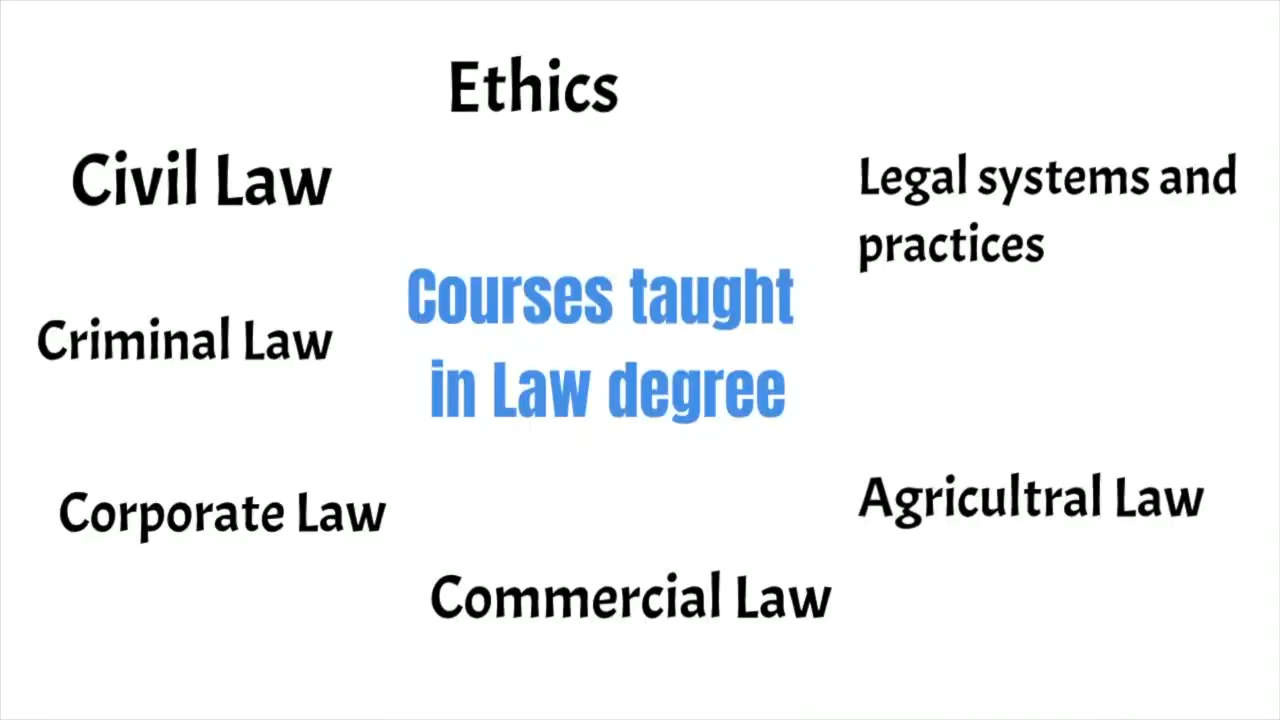 Ethics
Civil Law
Legal systems and
practices
Courses taught
in Law degree
Criminal Law
Corporate Law
Agricultral Law
Commercial Law